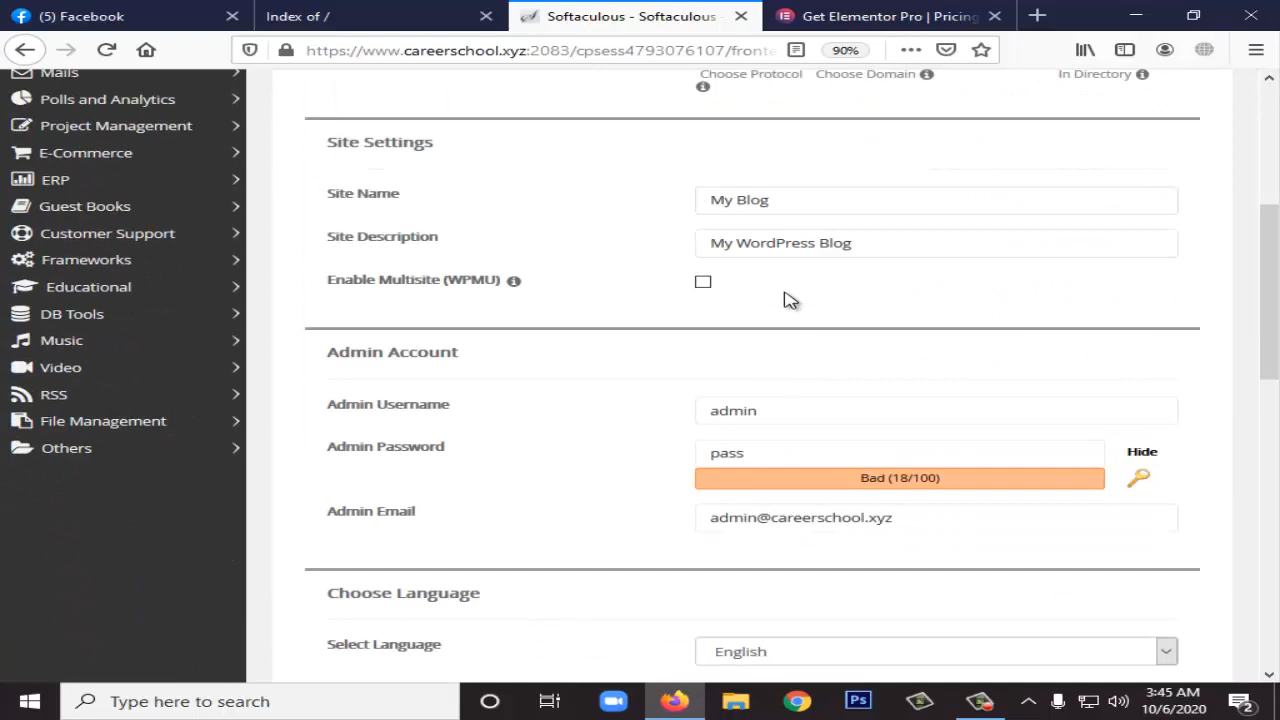 (5) Facebook
Index of /
Softaculous - Softaculous -
Get Elementor Pro | Pricing
https://www.careerschool.xyz:2083/cpsess4793076107/fronte
90%
Mails
Polls and Analytics
Project Management
E-Commerce
ERP
Guest Books
Customer Support
Frameworks
Educational
DB Tools
Music
Video
RSS
File Management
Others
Choose Protocol
Choose Domain
In Directory
Site Settings
Site Name
My Blog
Site Description
My WordPress Blog
Enable Multisite (WPMU)
Admin Account
Admin Username
admin
Admin Password
pass
Hide
Bad (18/100)
Admin Email
admin@careerschool.xyz
Choose Language
Select Language
English
Type here to search
Ps
3:45 AM
10/6/2020
2